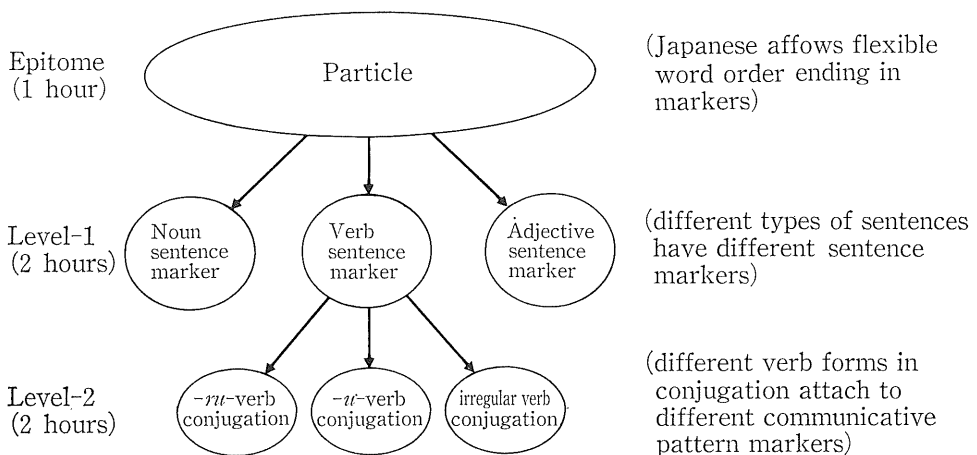 Epitome
(1 hour)
Particle
(Japanese affows flexible
word order ending in
markers)
Level-1
(2 hours)
Noun
sentence
marker
Verb
sentence
marker
Adjective
sentence
marker
(different types of sentences
have different sentence
markers)
Level-2
(2 hours)
-ru-verb
conjugation
-u-verb
conjugation
irregular verb
conjugation
(different verb forms in
conjugation attach to
different communicative
pattern markers)